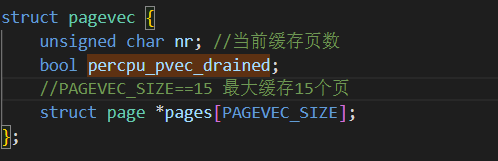 struct pagevec {
unsigned char nr; //当前缓存页数
bool percpu_pvec_drained;
//PAGEVEC_SIZE==15 最大缓存15个页
struct page *pages[PAGEVEC_SIZE];
};